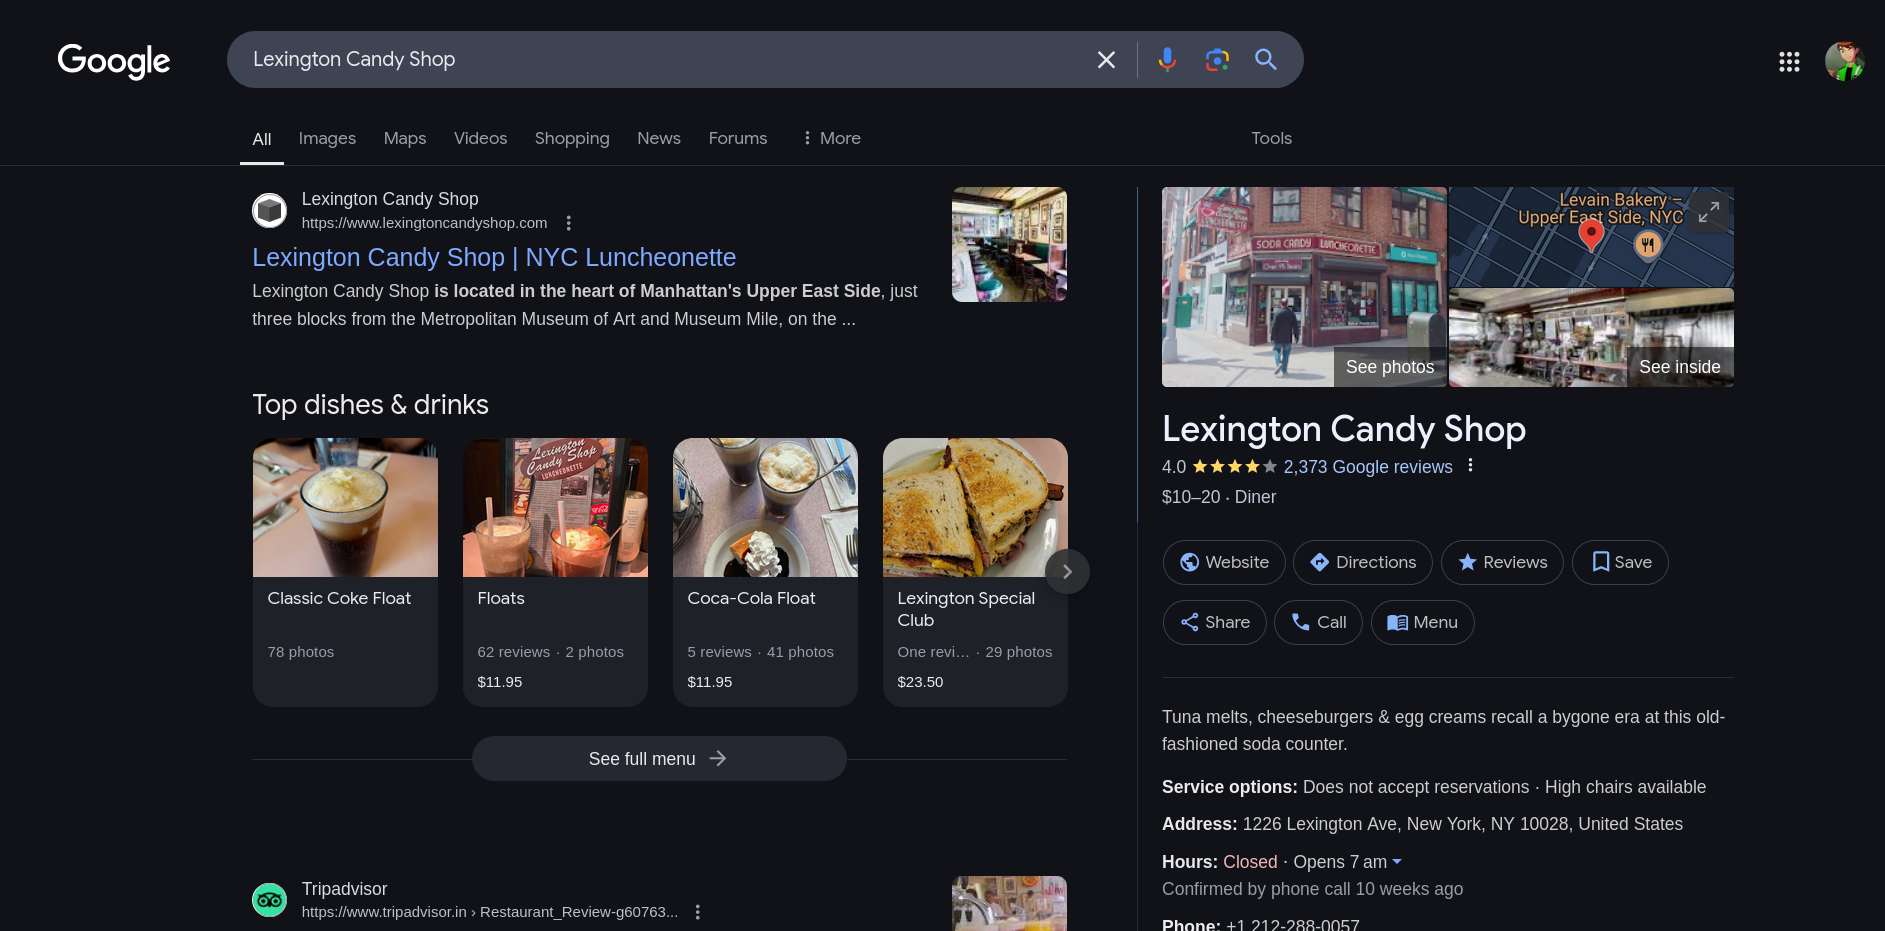 Google
Lexington Candy Shop
All
Images
Maps
Videos
Shopping
News
Forums
More
Tools
Lexington Candy Shop
https://www.lexingtoncandyshop.com
Lexington Candy Shop | NYC Luncheonette
Lexington Candy Shop is located in the heart of Manhattan's Upper East Side, just
three blocks from the Metropolitan Museum of Art and Museum Mile, on the ...
Top dishes & drinks
Lexington
Candy Shop
LUNCHEONETTE
Classic Coke Float
78 photos
Floats
62 reviews · 2 photos
$11.95
Coca-Cola Float
5 reviews · 41 photos
$11.95
Lexington Special
Club
One revi… · 29 photos
$23.50
See full menu
Tripadvisor
https://www.tripadvisor.in › Restaurant_Review-g60763...
SODA CANDY LUNCHEONETTE
See photos
Levain Bakery –
Upper East Side, NYC
See inside
Lexington Candy Shop
4.0
2,373 Google reviews
$10–20 · Diner
Website
Directions
Reviews
Save
Share
Call
Menu
Tuna melts, cheeseburgers & egg creams recall a bygone era at this old-
fashioned soda counter.
Service options: Does not accept reservations · High chairs available
Address: 1226 Lexington Ave, New York, NY 10028, United States
Hours: Closed · Opens 7 am
Confirmed by phone call 10 weeks ago
Phone: +1 212-288-0057